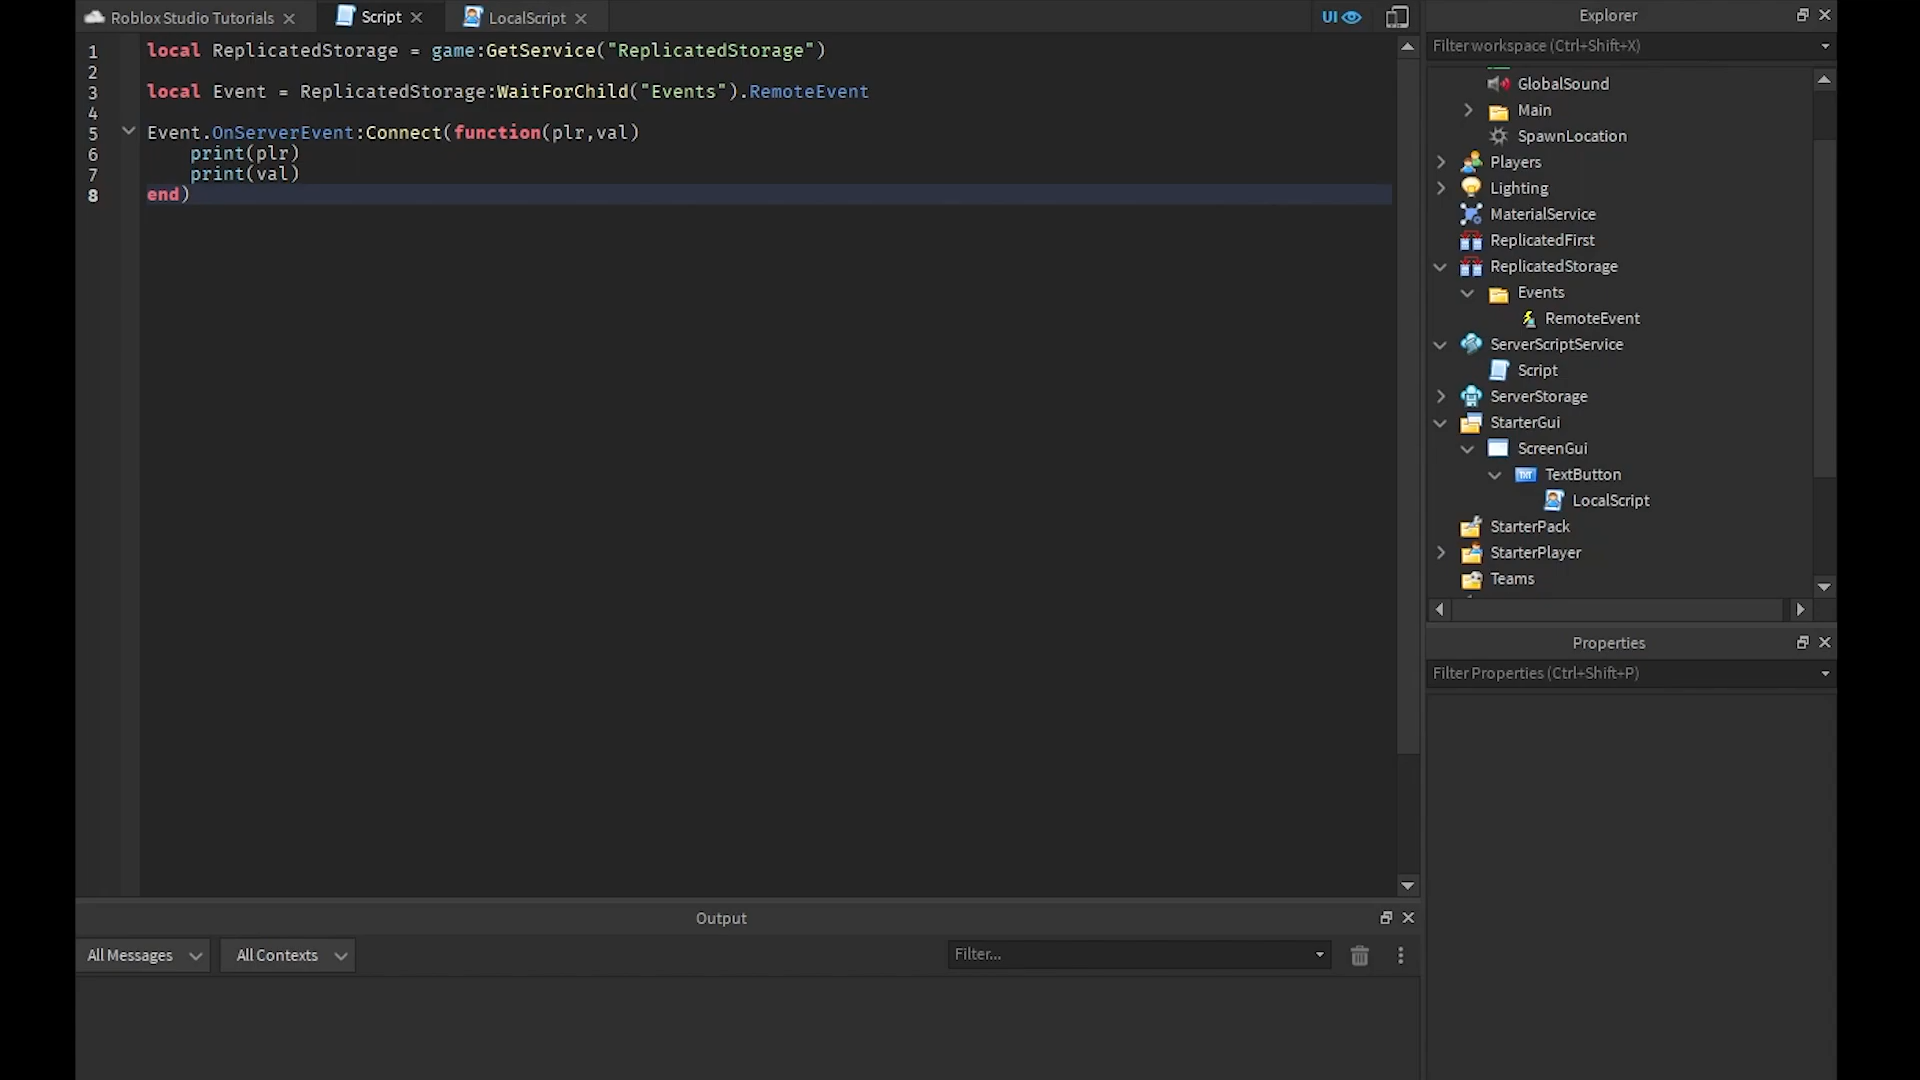 Roblox Studio Tutorials
Script
LocalScript
UI
1 local ReplicatedStorage = game:GetService("ReplicatedStorage")
2
3 local Event = ReplicatedStorage:WaitForChild("Events").RemoteEvent
4
5 Event.OnServerEvent:Connect(function(plr,val)
6 print(plr)
7 print(val)
8 end)
Output
All Messages
All Contexts
Filter...
Explorer
Filter workspace (Ctrl+Shift+X)
GlobalSound
Main
SpawnLocation
Players
Lighting
MaterialService
ReplicatedFirst
ReplicatedStorage
Events
RemoteEvent
ServerScriptService
Script
ServerStorage
StarterGui
ScreenGui
TXT TextButton
LocalScript
StarterPack
StarterPlayer
Teams
Properties
Filter Properties (Ctrl+Shift+P)